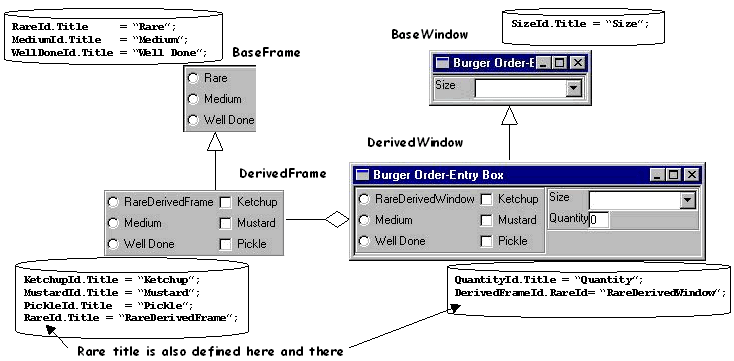 RareId.Title = "Rare";
MediumId.Title = "Medium";
WellDoneId.Title = "Well Done";
SizeId.Title = "Size";
BaseFrame
BaseWindow
Rare
Medium
Well Done
Burger Order-E
Size
DerivedFrame
DerivedWindow
RareDerivedFrame Ketchup
Medium Mustard
Well Done Pickle
Burger Order-Entry Box
RareDerivedWindow Ketchup Size
Medium Mustard Quantity 0
Well Done Pickle
KetchupId.Title = "Ketchup";
MustardId.Title = "Mustard";
PickleId.Title = "Pickle";
RareId.Title = "RareDerivedFrame";
QuantityId.Title = "Quantity";
DerivedFrameId.RareId= "RareDerivedWindow";
Rare title is also defined here and there